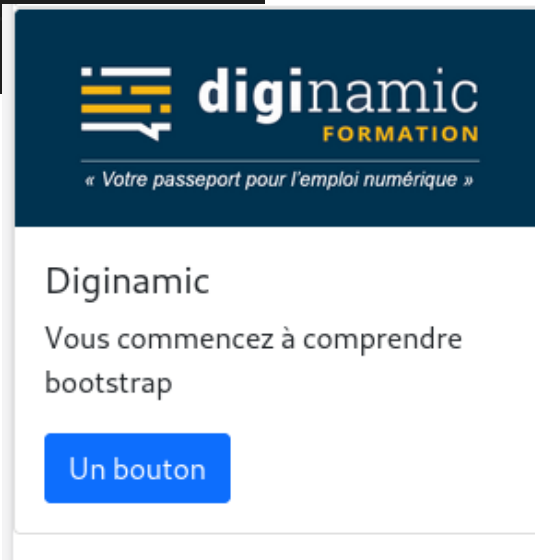 diginamic
FORMATION
« Votre passeport pour l'emploi numérique »
Diginamic
Vous commencez à comprendre
bootstrap
Un bouton